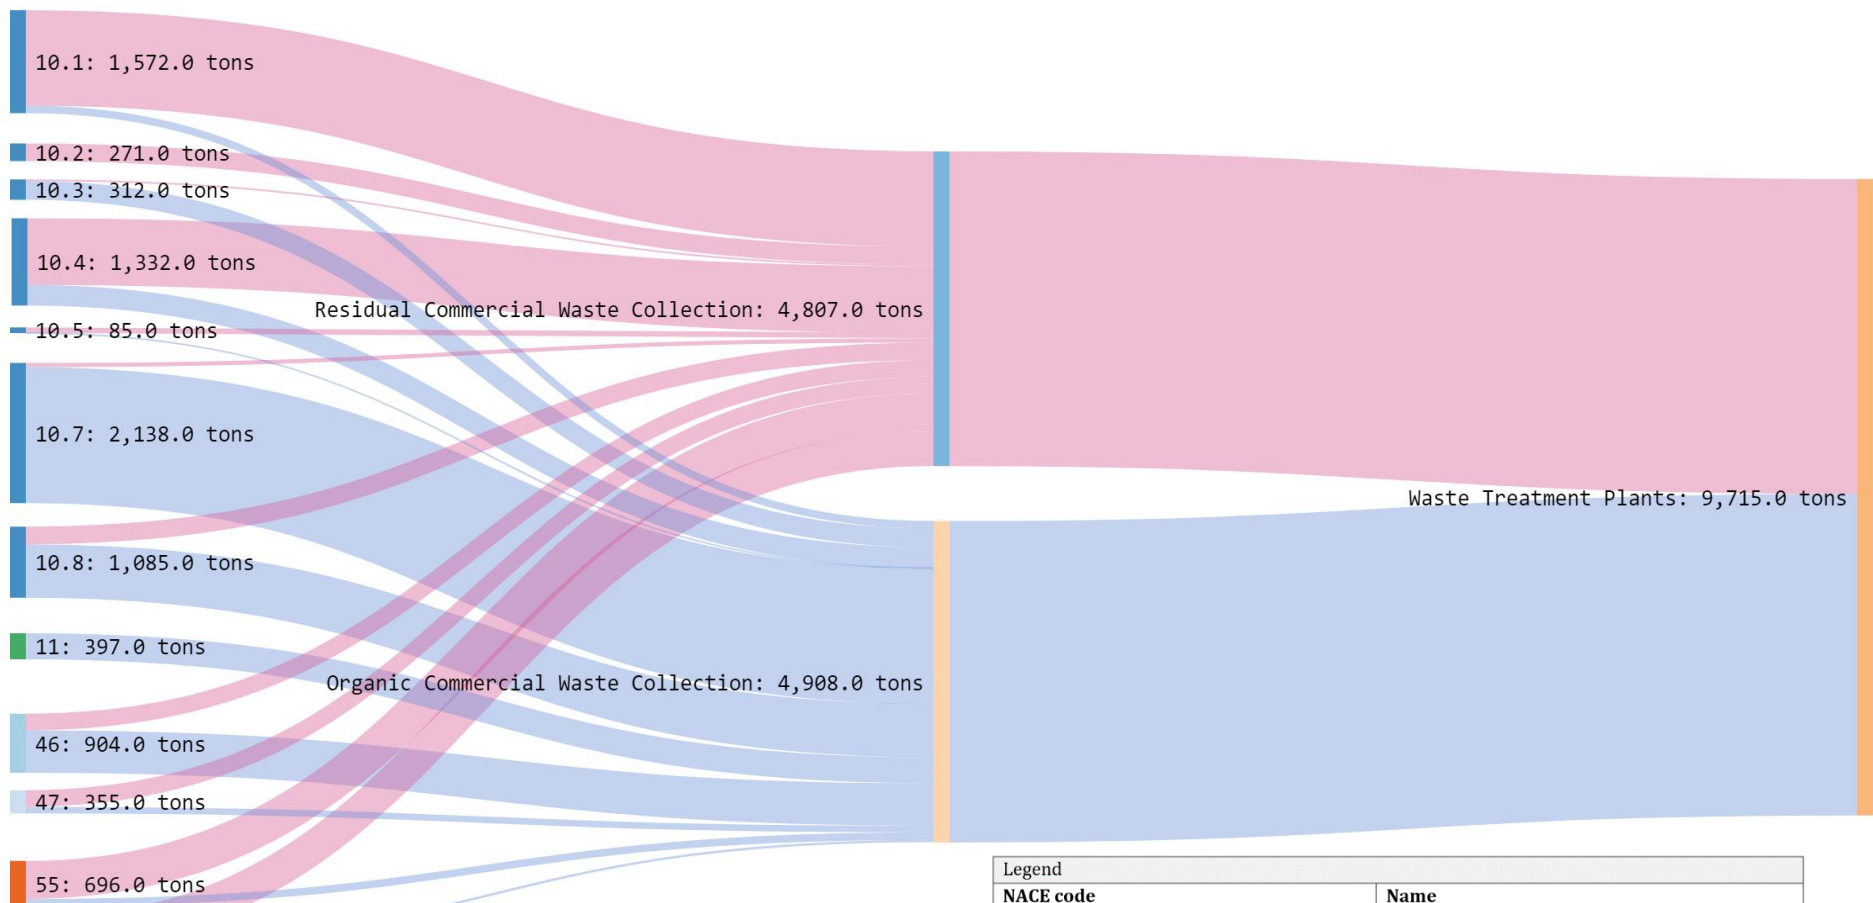 10.1: 1,572.0 tons
10.2: 271.0 tons
10.3: 312.0 tons
10.4: 1,332.0 tons
10.5: 85.0 tons
10.7: 2,138.0 tons
10.8: 1,085.0 tons
11: 397.0 tons
46: 904.0 tons
47: 355.0 tons
55: 696.0 tons
Residual Commercial Waste Collection: 4,807.0 tons
Organic Commercial Waste Collection: 4,908.0 tons
Waste Treatment Plants: 9,715.0 tons
Legend
NACE code Name